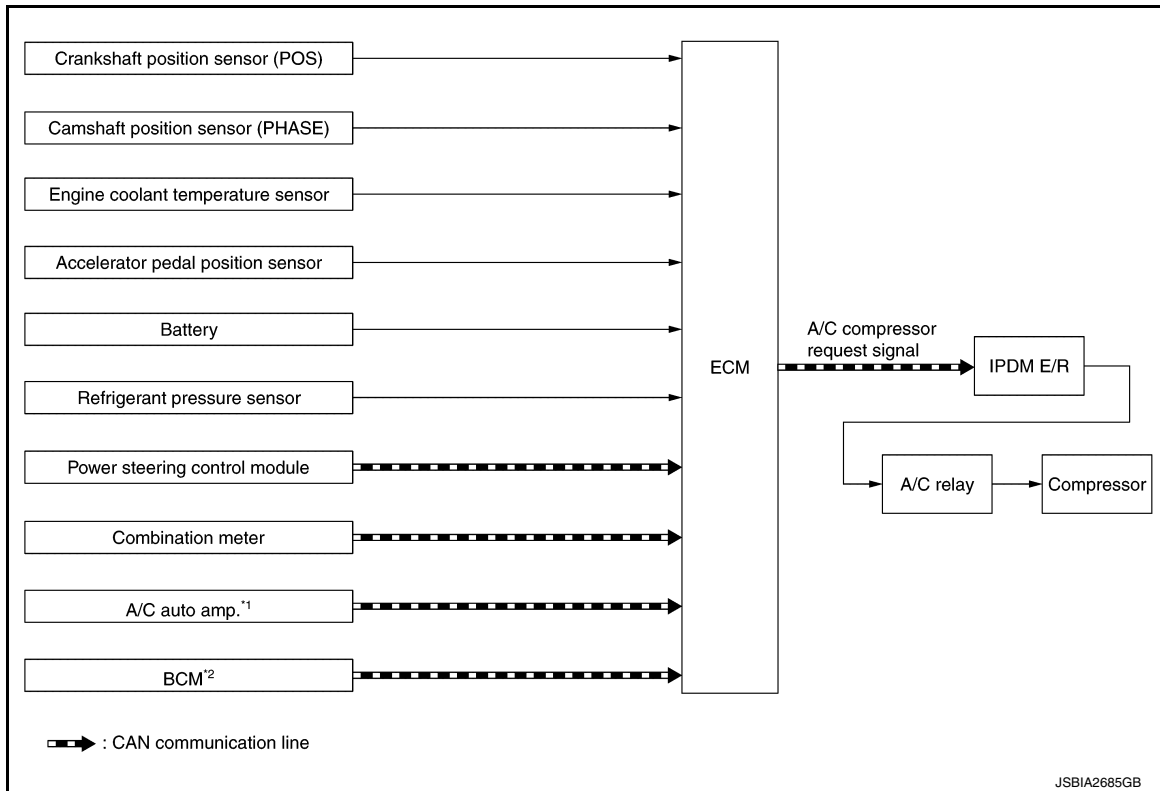 Crankshaft position sensor (POS)
Camshaft position sensor (PHASE)
Engine coolant temperature sensor
Accelerator pedal position sensor
Battery
Refrigerant pressure sensor
Power steering control module
Combination meter
A/C auto amp.*1
BCM*2
ECM
A/C compressor
request signal
IPDM E/R
A/C relay
Compressor
: CAN communication line
JSBIA2685GB